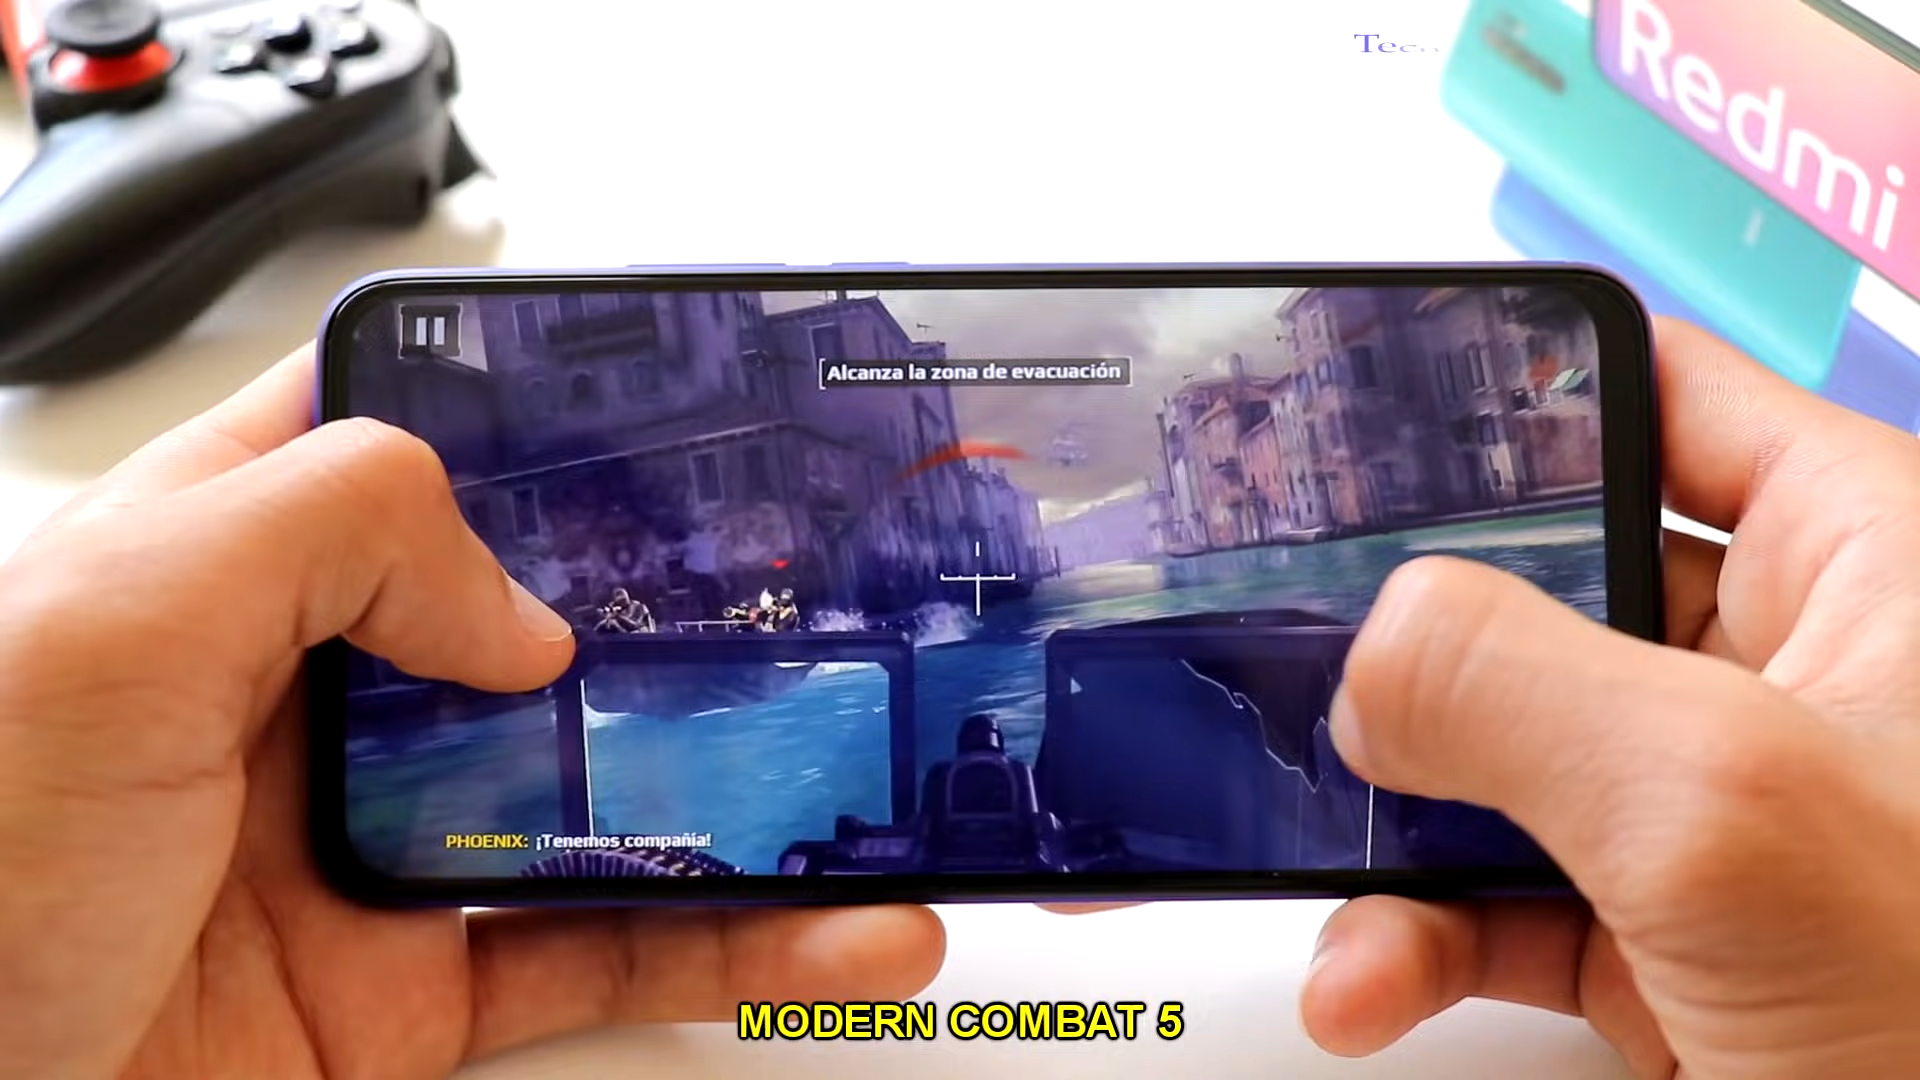 Redmi
Alcanza la zona de evacuación
PHOENIX: ¡Tenemos compañía!
MODERN COMBAT 5